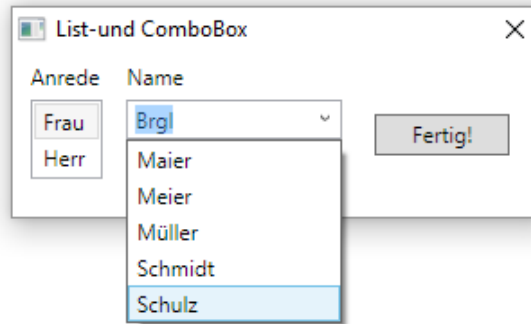 List-und ComboBox
Anrede Name
Frau Brgl Fertig!
Herr
Maier
Meier
Müller
Schmidt
Schulz